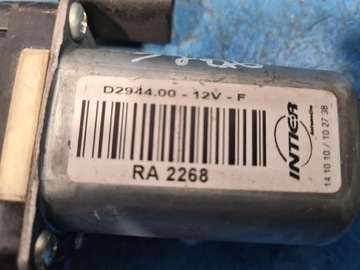 D2944.00 - 12V - F
RA 2268
INTIER
14 10 10 / 10 27 38